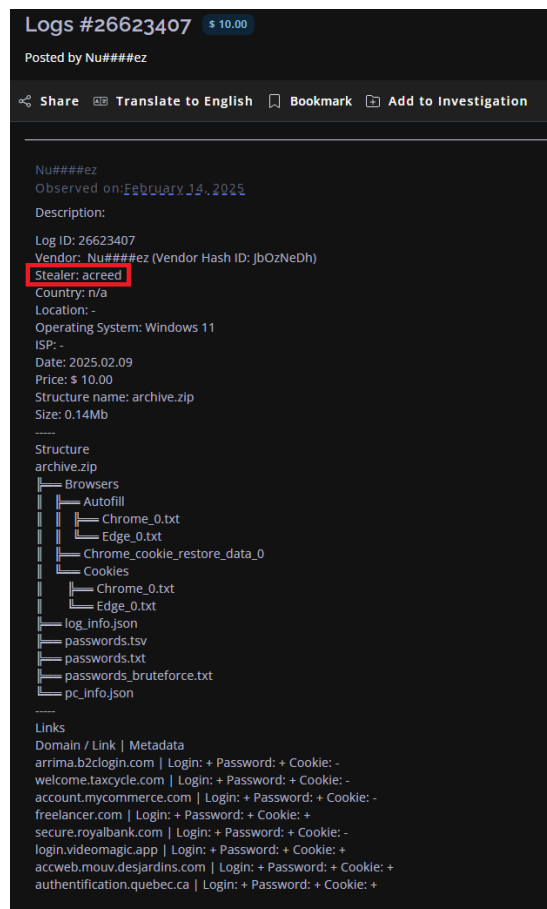 Logs #26623407 $ 10.00
Posted by Nu####ez
Share Translate to English Bookmark Add to Investigation
Nu####ez
Observed on:February 14, 2025
Description:
Log ID: 26623407
Vendor: Nu####ez (Vendor Hash ID: JbOzNeDh)
Stealer: acreed
Country: n/a
Location: -
Operating System: Windows 11
ISP: -
Date: 2025.02.09
Price: $ 10.00
Structure name: archive.zip
Size: 0.14Mb
-----
Structure
archive.zip
╠══ Browsers
║ ╠══ Autofill
║ ║ ╠══ Chrome_0.txt
║ ║ ╚══ Edge_0.txt
║ ╠══ Chrome_cookie_restore_data_0
║ ╚══ Cookies
║ ╠══ Chrome_0.txt
║ ╚══ Edge_0.txt
╠══ log_info.json
╠══ passwords.tsv
╠══ passwords.txt
╠══ passwords_bruteforce.txt
╚══ pc_info.json
-----
Links
Domain / Link | Metadata
arrima.b2clogin.com | Login: + Password: + Cookie: -
welcome.taxcycle.com | Login: + Password: + Cookie: -
account.mycommerce.com | Login: + Password: + Cookie: -
freelancer.com | Login: + Password: + Cookie: +
secure.royalbank.com | Login: + Password: + Cookie: -
login.videomagic.app | Login: + Password: + Cookie: +
accweb.mouv.desjardins.com | Login: + Password: + Cookie: +
authentification.quebec.ca | Login: + Password: + Cookie: +